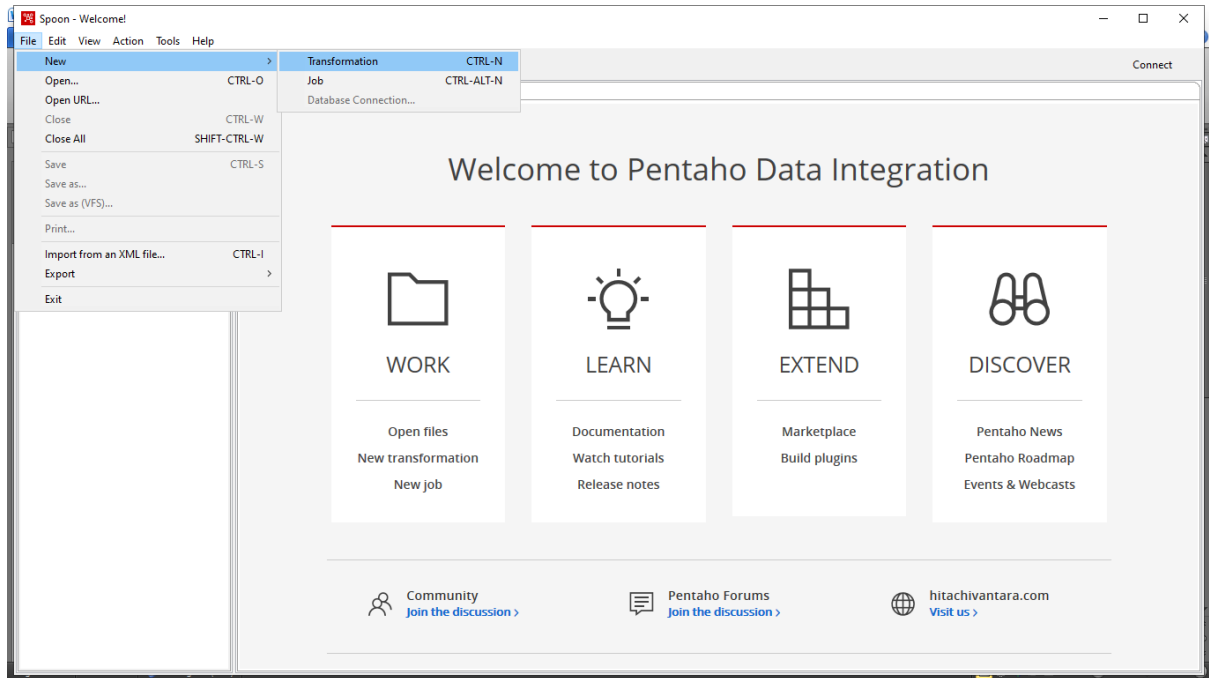 Spoon - Welcome!
File Edit View Action Tools Help
New > Transformation CTRL-N
Connect
Open... CTRL-O Job CTRL-ALT-N
Open URL... Database Connection...
Close CTRL-W
Close All SHIFT-CTRL-W
Save CTRL-S
Save as...
Save as (VFS)...
Print...
Import from an XML file... CTRL-I
Export >
Exit
Welcome to Pentaho Data Integration
WORK
Open files
New transformation
New job
LEARN
Documentation
Watch tutorials
Release notes
EXTEND
Marketplace
Build plugins
DISCOVER
Pentaho News
Pentaho Roadmap
Events & Webcasts
Community
Join the discussion >
Pentaho Forums
Join the discussion >
hitachivantara.com
Visit us >